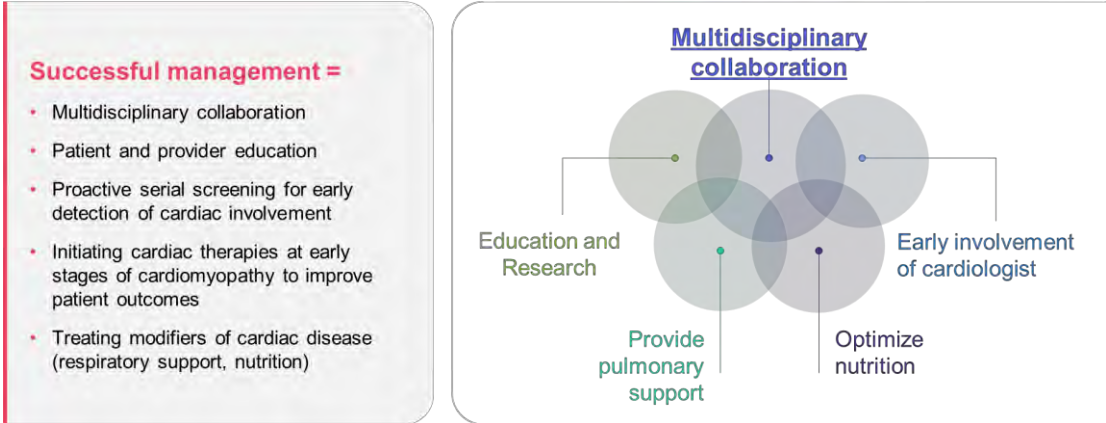 Successful management =
• Multidisciplinary collaboration
• Patient and provider education
• Proactive serial screening for early
detection of cardiac involvement
• Initiating cardiac therapies at early
stages of cardiomyopathy to improve
patient outcomes
• Treating modifiers of cardiac disease
(respiratory support, nutrition)
Multidisciplinary
collaboration
Education and
Research
Early involvement
of cardiologist
Provide
pulmonary
support
Optimize
nutrition